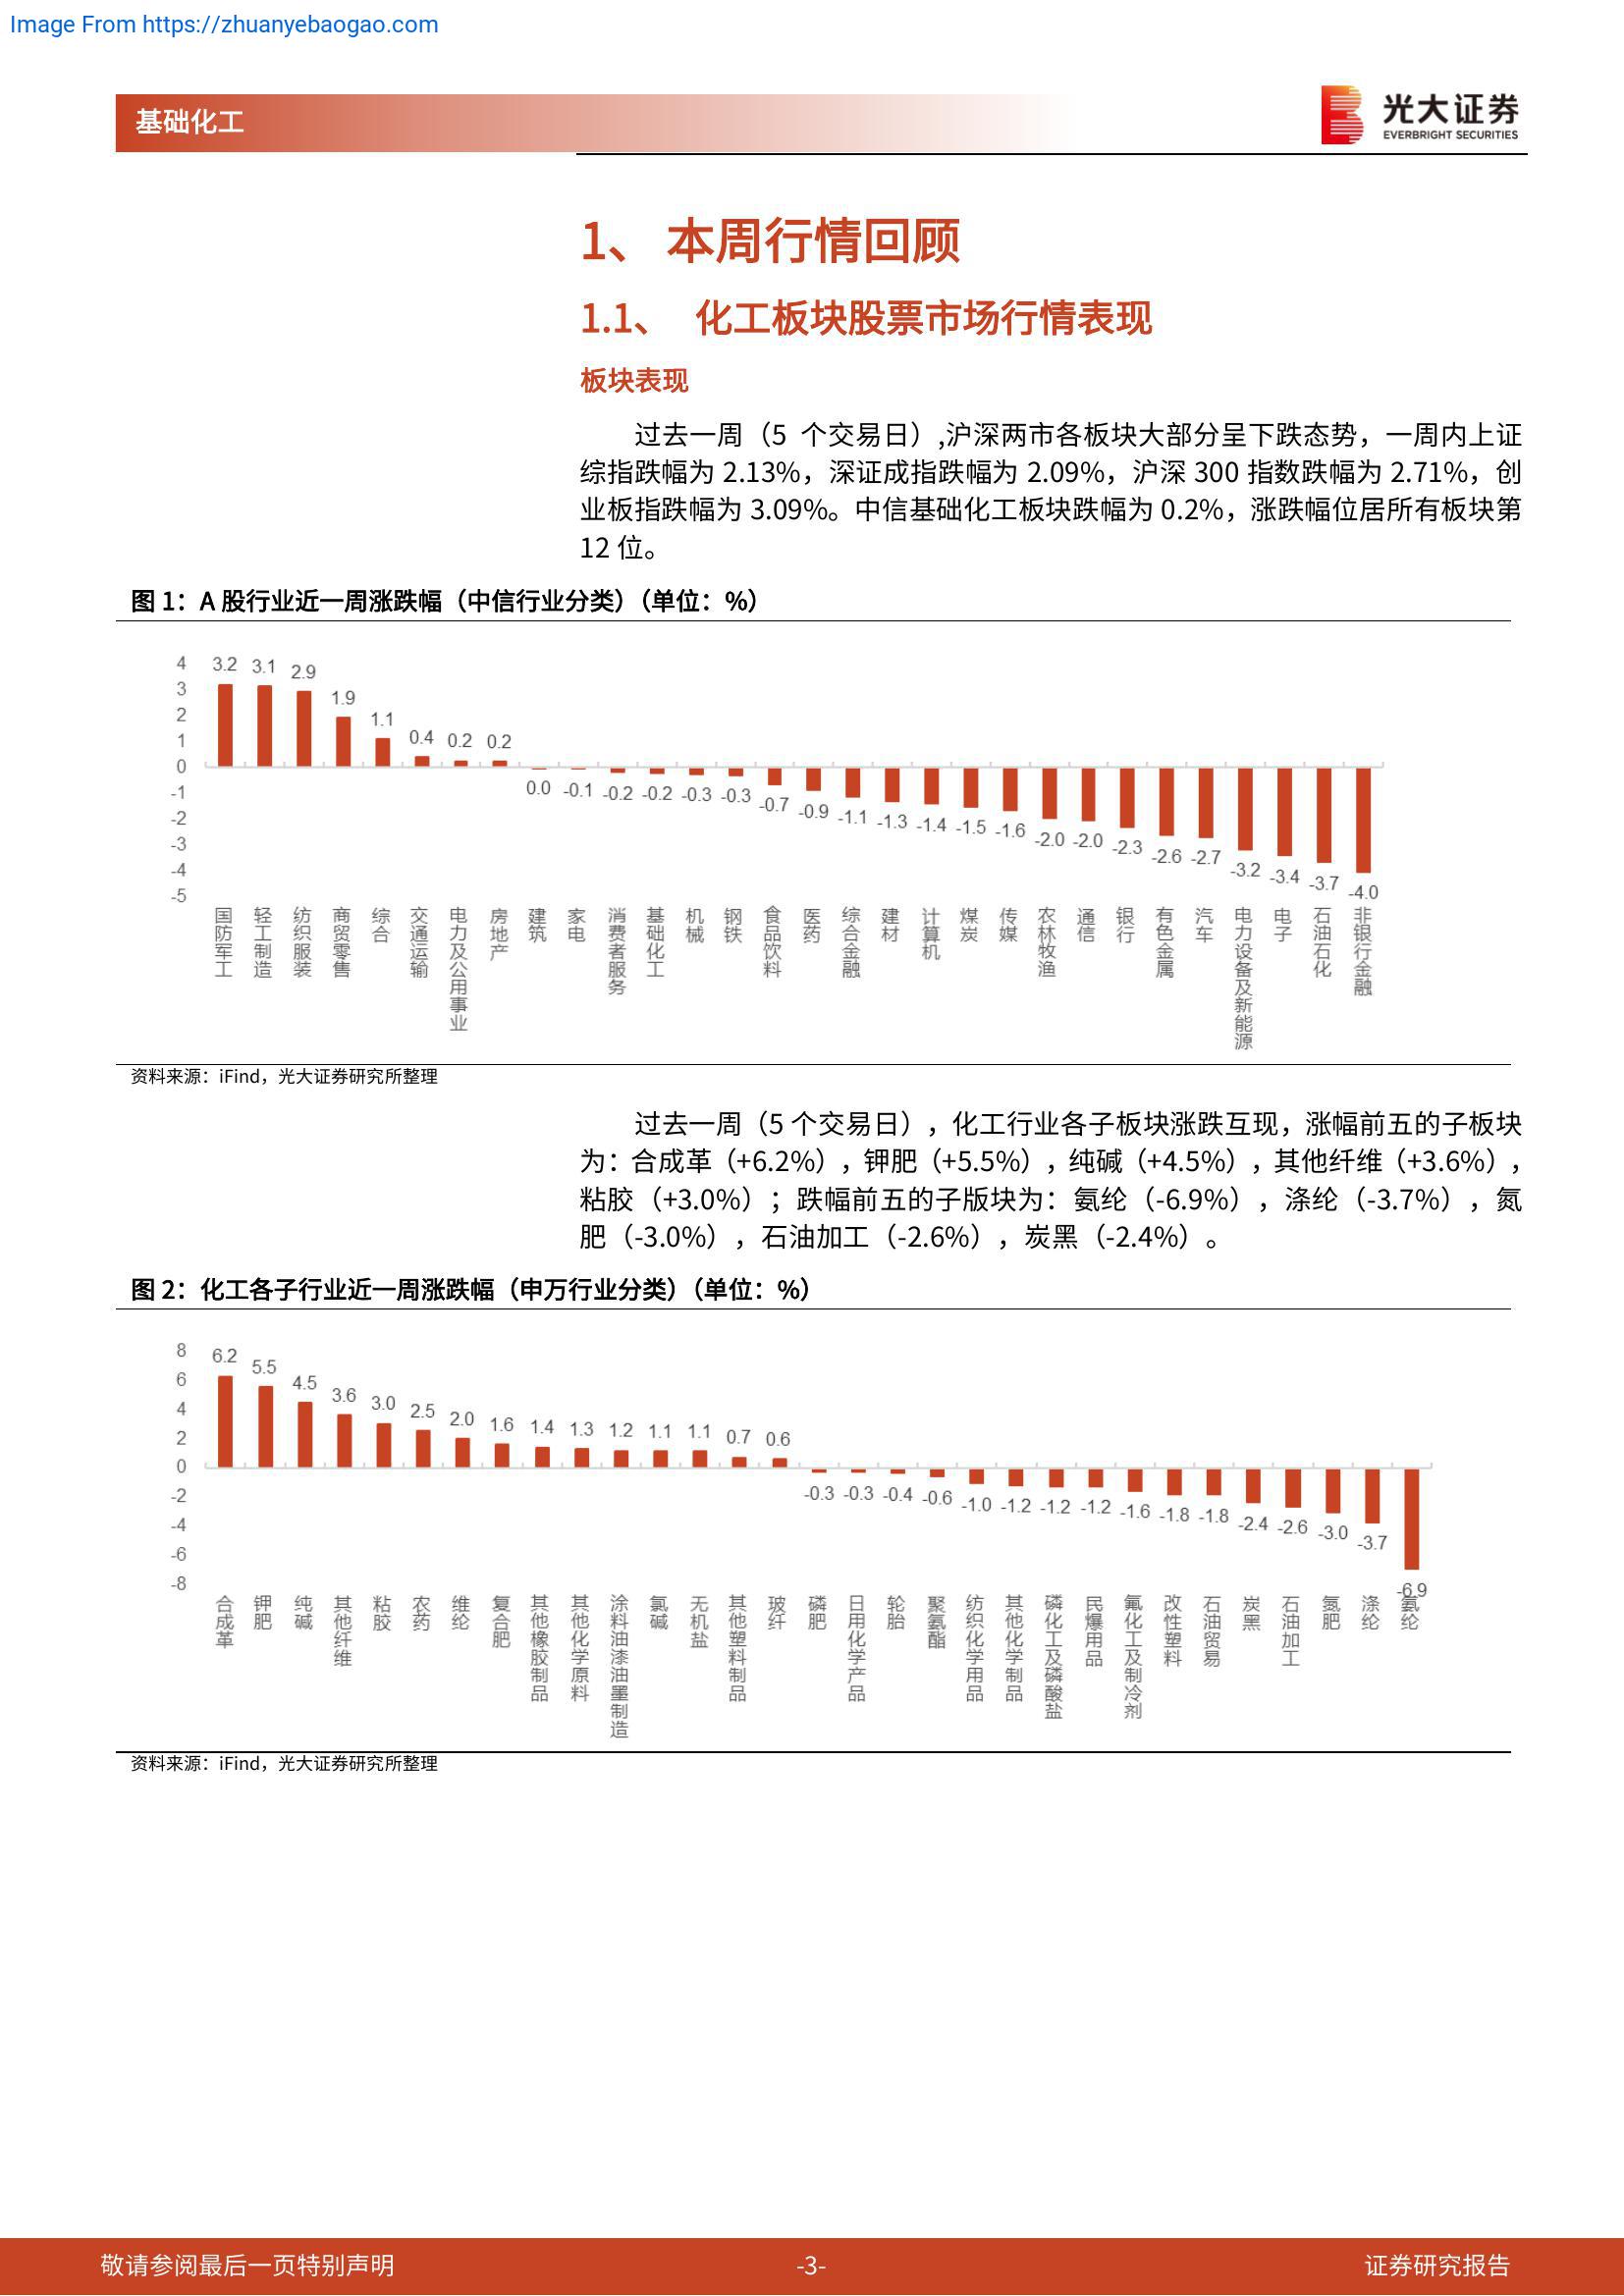 Image From https://zhuanyebaogao.com
基础化工
光大证券
EVERBRIGHT SECURITIES
1、 本周行情回顾
1.1、 化工板块股票市场行情表现
板块表现
过去一周（5 个交易日）,沪深两市各板块大部分呈下跌态势，一周内上证
综指跌幅为 2.13%，深证成指跌幅为 2.09%，沪深 300 指数跌幅为 2.71%，创
业板指跌幅为 3.09%。中信基础化工板块跌幅为 0.2%，涨跌幅位居所有板块第
12 位。
图 1：A 股行业近一周涨跌幅（中信行业分类）（单位：%）
4
3
2
1
0
-1
-2
-3
-4
-5
3.2 3.1 2.9 1.9 1.1 0.4 0.2 0.2 0.0 -0.1 -0.2 -0.2 -0.3 -0.3 -0.7 -0.9 -1.1 -1.3 -1.4 -1.5 -1.6 -2.0 -2.0 -2.3 -2.6 -2.7 -3.2 -3.4 -3.7 -4.0
国防军工
轻工制造
纺织服装
商贸零售
综合
交通运输
电力及公用事业
房地产
建筑
家电
消费者服务
基础化工
机械
钢铁
食品饮料
医药
综合金融
建材
计算机
煤炭
传媒
农林牧渔
通信
银行
有色金属
汽车
电力设备及新能源
电子
石油石化
非银行金融
资料来源：iFind，光大证券研究所整理
过去一周（5 个交易日），化工行业各子板块涨跌互现，涨幅前五的子板块
为：合成革（+6.2%），钾肥（+5.5%），纯碱（+4.5%），其他纤维（+3.6%），
粘胶（+3.0%）；跌幅前五的子版块为：氨纶（-6.9%），涤纶（-3.7%），氮
肥（-3.0%），石油加工（-2.6%），炭黑（-2.4%）。
图 2：化工各子行业近一周涨跌幅（申万行业分类）（单位：%）
8
6
4
2
0
-2
-4
-6
-8
6.2 5.5 4.5 3.6 3.0 2.5 2.0 1.6 1.4 1.3 1.2 1.1 1.1 0.7 0.6 -0.3 -0.3 -0.4 -0.6 -1.0 -1.2 -1.2 -1.2 -1.6 -1.8 -1.8 -2.4 -2.6 -3.0 -3.7 -6.9
合成革
钾肥
纯碱
其他纤维
粘胶
农药
维纶
复合肥
其他橡胶制品
其他化学原料
涂料油漆油墨制造
氯碱
无机盐
其他塑料制品
玻纤
磷肥
日用化学产品
轮胎
聚氨酯
纺织化学用品
其他化学制品
磷化工及磷酸盐
民爆用品
氟化工及制冷剂
改性塑料
石油贸易
炭黑
石油加工
氮肥
涤纶
氨纶
资料来源：iFind，光大证券研究所整理
敬请参阅最后一页特别声明
-3-
证券研究报告